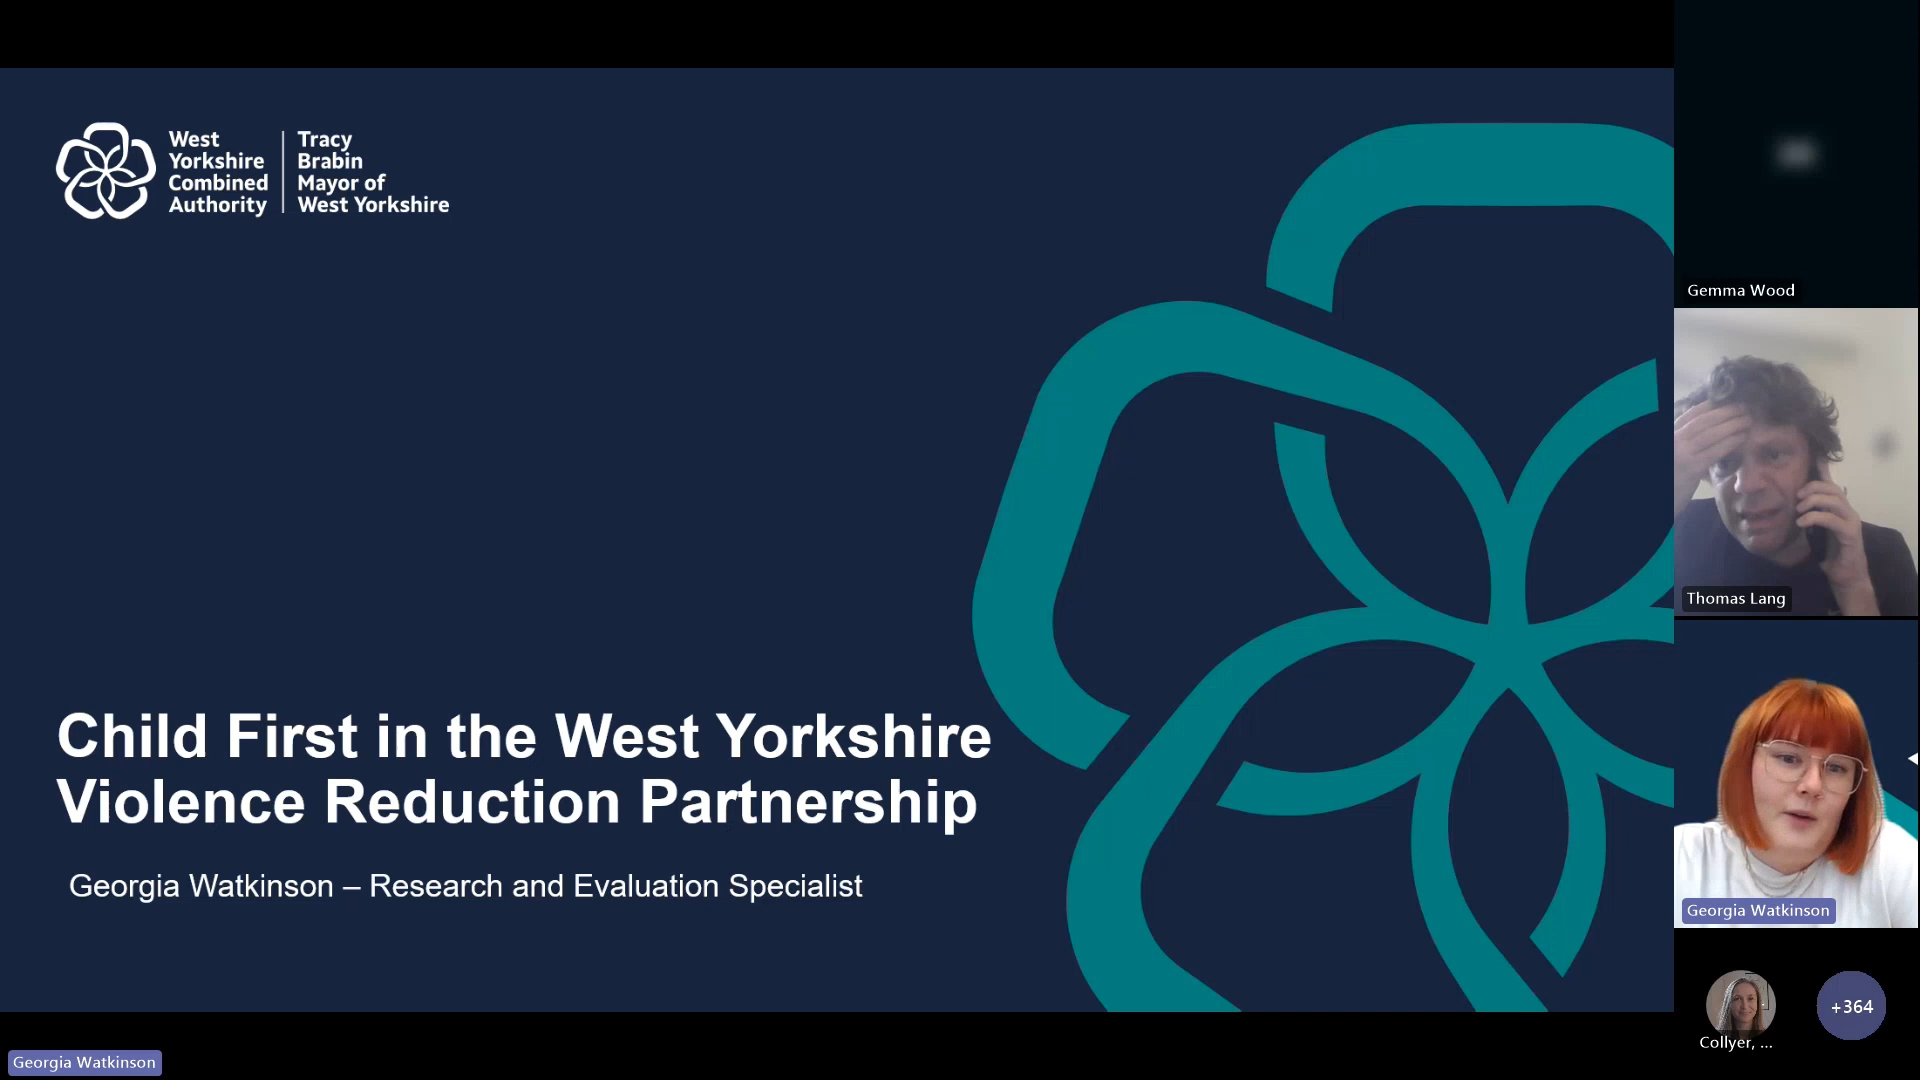 West
Yorkshire
Combined
Authority
Tracy
Brabin
Mayor of
West Yorkshire
Child First in the West Yorkshire
Violence Reduction Partnership
Georgia Watkinson – Research and Evaluation Specialist
Georgia Watkinson
Gemma Wood
Thomas Lang
Georgia Watkinson
Collyer, ...
+364